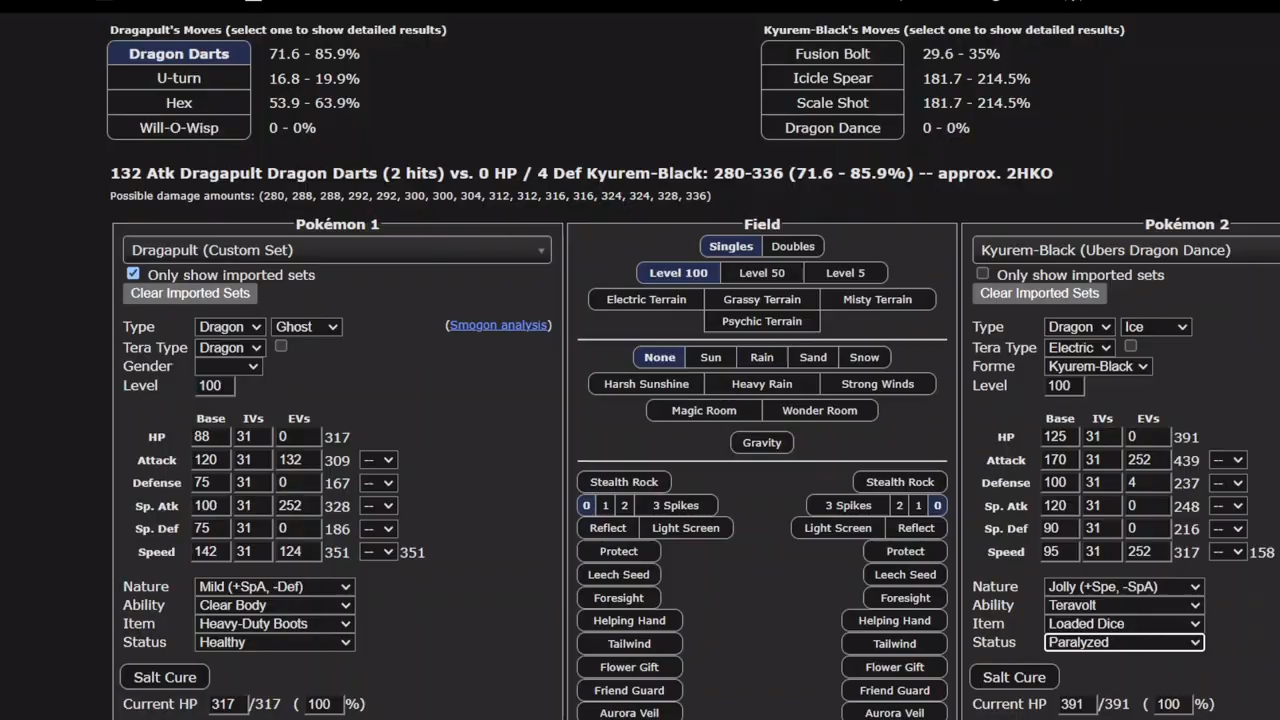 Dragapult's Moves (select one to show detailed results)
Kyurem-Black's Moves (select one to show detailed results)
Dragon Darts 71.6 - 85.9%
Fusion Bolt 29.6 - 35%
U-turn 16.8 - 19.9%
Icicle Spear 181.7 - 214.5%
Hex 53.9 - 63.9%
Scale Shot 181.7 - 214.5%
Will-O-Wisp 0 - 0%
Dragon Dance 0 - 0%
132 Atk Dragapult Dragon Darts (2 hits) vs. 0 HP / 4 Def Kyurem-Black: 280-336 (71.6 - 85.9%) -- approx. 2HKO
Possible damage amounts: (280, 288, 288, 292, 292, 300, 300, 304, 312, 312, 316, 316, 324, 324, 328, 336)
Pokémon 1
Dragapult (Custom Set)
Only show imported sets
Clear Imported Sets
Type Dragon Ghost (Smogon analysis)
Tera Type Dragon
Gender
Level 100
Base IVs EVs
HP 88 31 0 317
Attack 120 31 132 309 --
Defense 75 31 0 167 --
Sp. Atk 100 31 252 328 --
Sp. Def 75 31 0 186 --
Speed 142 31 124 351 -- 351
Nature Mild (+SpA, -Def)
Ability Clear Body
Item Heavy-Duty Boots
Status Healthy
Salt Cure
Current HP 317 /317 ( 100 %)
Field
Singles Doubles
Level 100 Level 50 Level 5
Electric Terrain Grassy Terrain Misty Terrain
Psychic Terrain
None Sun Rain Sand Snow
Harsh Sunshine Heavy Rain Strong Winds
Magic Room Wonder Room
Gravity
Stealth Rock Stealth Rock
0 1 2 3 Spikes 3 Spikes 2 1 0
Reflect Light Screen Light Screen Reflect
Protect Protect
Leech Seed Leech Seed
Foresight Foresight
Helping Hand Helping Hand
Tailwind Tailwind
Flower Gift Flower Gift
Friend Guard Friend Guard
Aurora Veil Aurora Veil
Pokémon 2
Kyurem-Black (Ubers Dragon Dance)
Only show imported sets
Clear Imported Sets
Type Dragon Ice
Tera Type Electric
Forme Kyurem-Black
Level 100
Base IVs EVs
HP 125 31 0 391
Attack 170 31 252 439 --
Defense 100 31 4 237 --
Sp. Atk 120 31 0 248 --
Sp. Def 90 31 0 216 --
Speed 95 31 252 317 -- 158
Nature Jolly (+Spe, -SpA)
Ability Teravolt
Item Loaded Dice
Status Paralyzed
Salt Cure
Current HP 391 /391 ( 100 %)